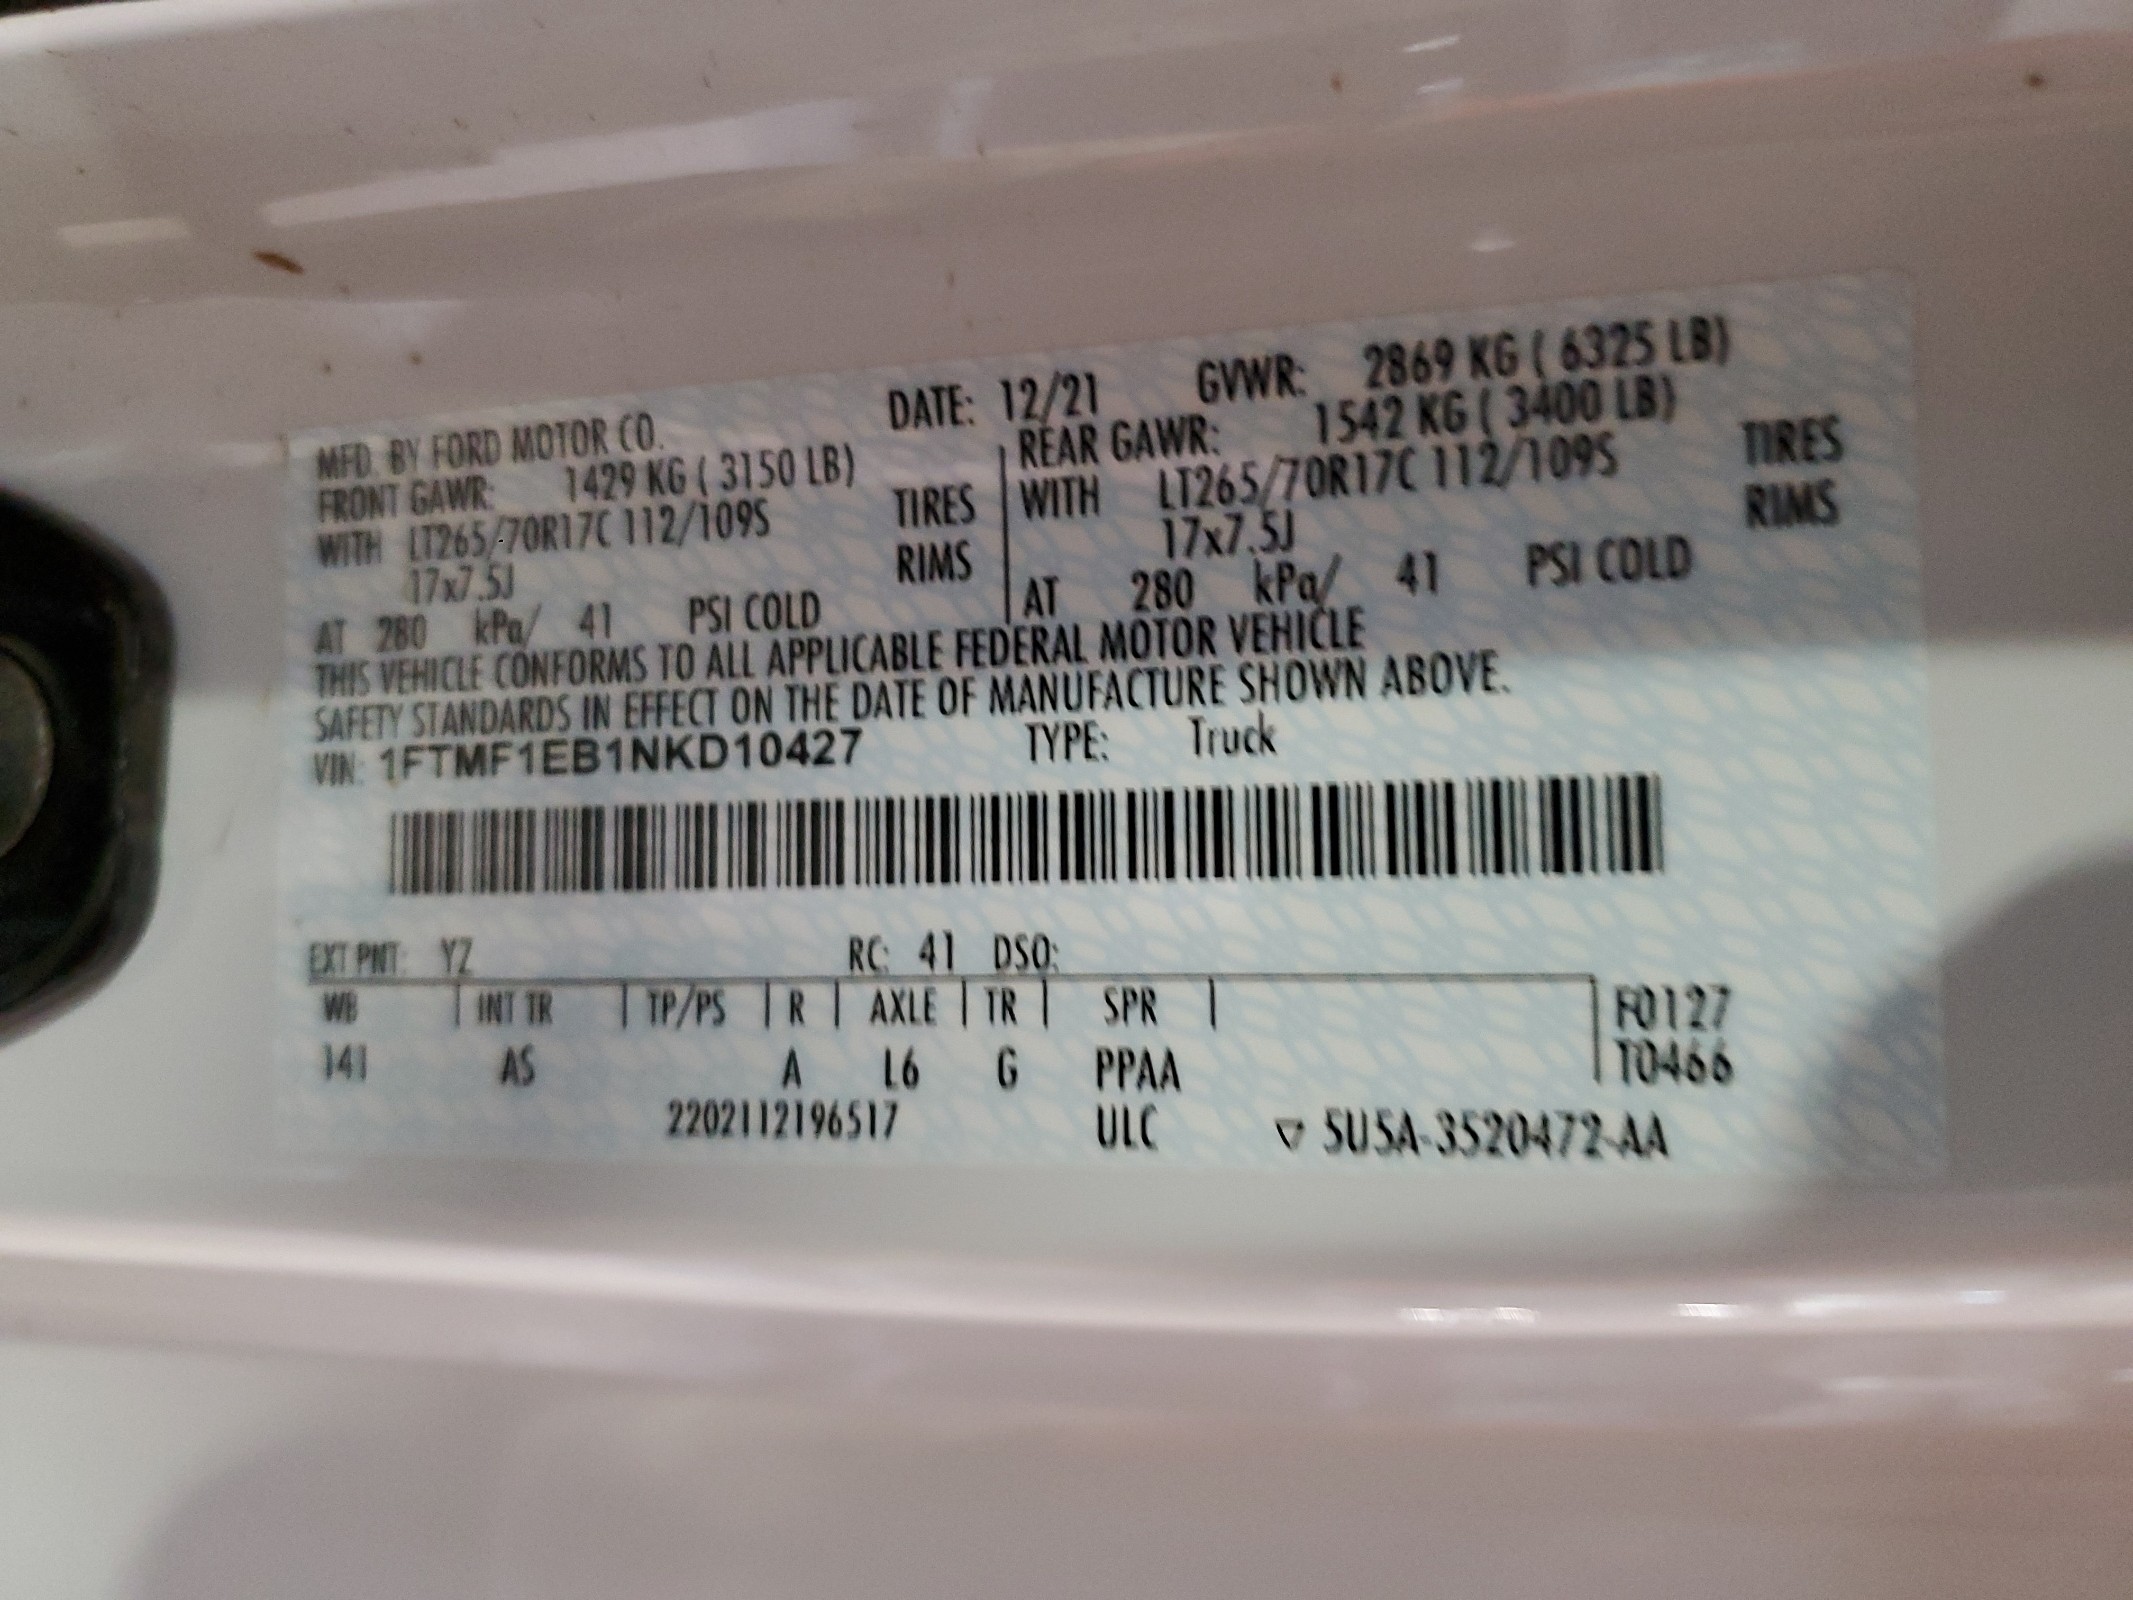 DATE: 12/21 GVWR: 2869 KG ( 6325 LB)
MFD. BY FORD MOTOR CO.
FRONT GAWR: 1429 KG ( 3150 LB)
WITH LT265/70R17C 112/109S TIRES
17x7.5J RIMS
AT 280 kPa/ 41 PSI COLD
REAR GAWR: 1542 KG ( 3400 LB)
WITH LT265/70R17C 112/109S TIRES
17x7.5J RIMS
AT 280 kPa/ 41 PSI COLD
THIS VEHICLE CONFORMS TO ALL APPLICABLE FEDERAL MOTOR VEHICLE
SAFETY STANDARDS IN EFFECT ON THE DATE OF MANUFACTURE SHOWN ABOVE.
VIN: 1FTMF1EB1NKD10427 TYPE: Truck
EXT PNT: YZ RC: 41 DSO:
WB | INT TR | TP/PS | R | AXLE | TR | SPR | F0127
141 AS A L6 G PPAA T0466
2202112196517 ULC ▽ 5U5A-3520472-AA